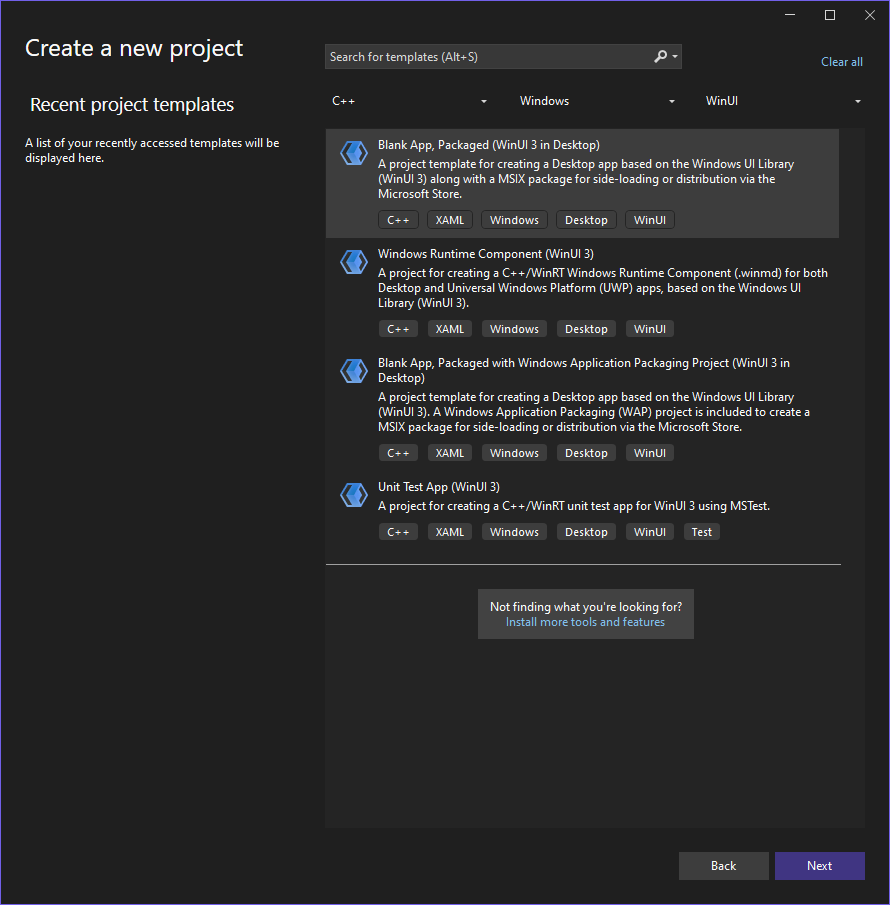 Create a new project
Search for templates (Alt+S)
Clear all
Recent project templates
A list of your recently accessed templates will be
displayed here.
C++
Windows
WinUI
Blank App, Packaged (WinUI 3 in Desktop)
A project template for creating a Desktop app based on the Windows UI Library
(WinUI 3) along with a MSIX package for side-loading or distribution via the
Microsoft Store.
C++ XAML Windows Desktop WinUI
Windows Runtime Component (WinUI 3)
A project for creating a C++/WinRT Windows Runtime Component (.winmd) for both
Desktop and Universal Windows Platform (UWP) apps, based on the Windows UI
Library (WinUI 3).
C++ XAML Windows Desktop WinUI
Blank App, Packaged with Windows Application Packaging Project (WinUI 3 in
Desktop)
A project template for creating a Desktop app based on the Windows UI Library
(WinUI 3). A Windows Application Packaging (WAP) project is included to create a
MSIX package for side-loading or distribution via the Microsoft Store.
C++ XAML Windows Desktop WinUI
Unit Test App (WinUI 3)
A project for creating a C++/WinRT unit test app for WinUI 3 using MSTest.
C++ XAML Windows Desktop WinUI Test
Not finding what you're looking for?
Install more tools and features
Back
Next